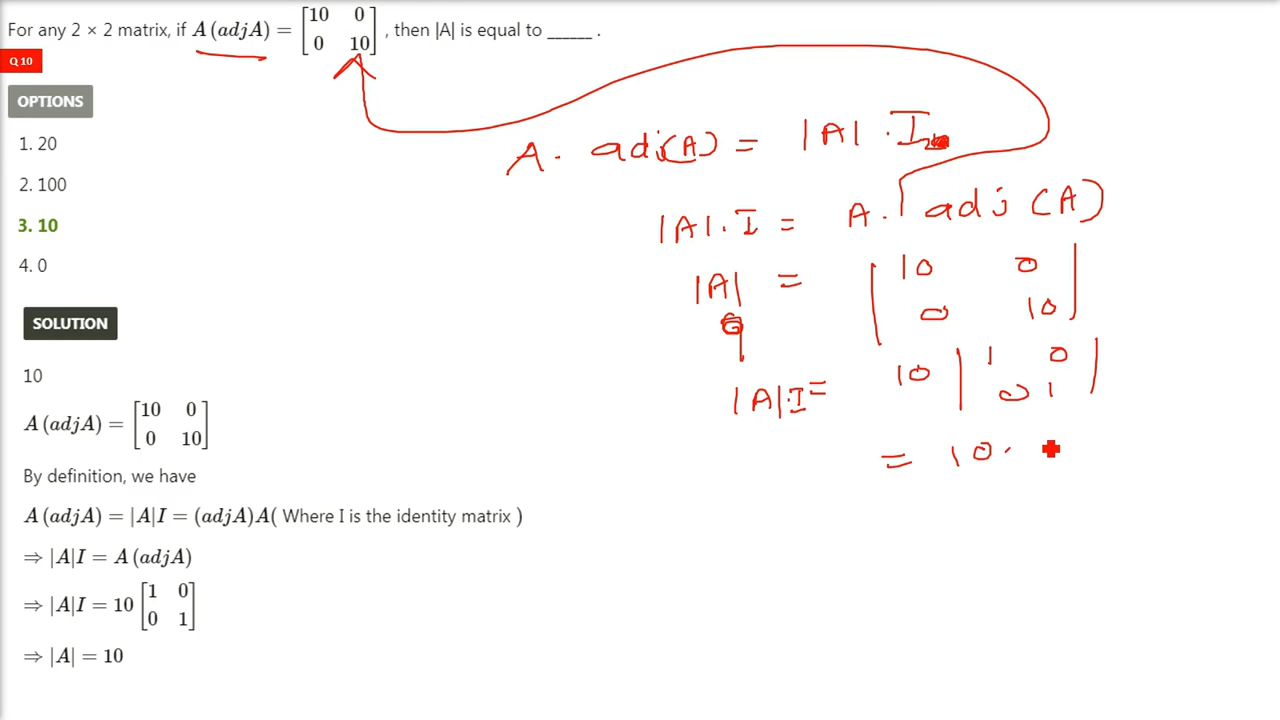 For any 2 × 2 matrix, if A (adjA) = [10 0
0 10] , then |A| is equal to ______ .
Q 10
OPTIONS
1. 20
2. 100
3. 10
4. 0
SOLUTION
10
A (adjA) = [10 0
0 10]
By definition, we have
A (adjA) = |A|I = (adjA)A( Where I is the identity matrix )
⇒ |A|I = A (adjA)
⇒ |A|I = 10 [1 0
0 1]
⇒ |A| = 10
A. adj(A) = |A| . I
|A|. I = A. adj (A)
|A| = |10 0
0 10|
|A|.I = 10 |1 0
0 1|
= 10.